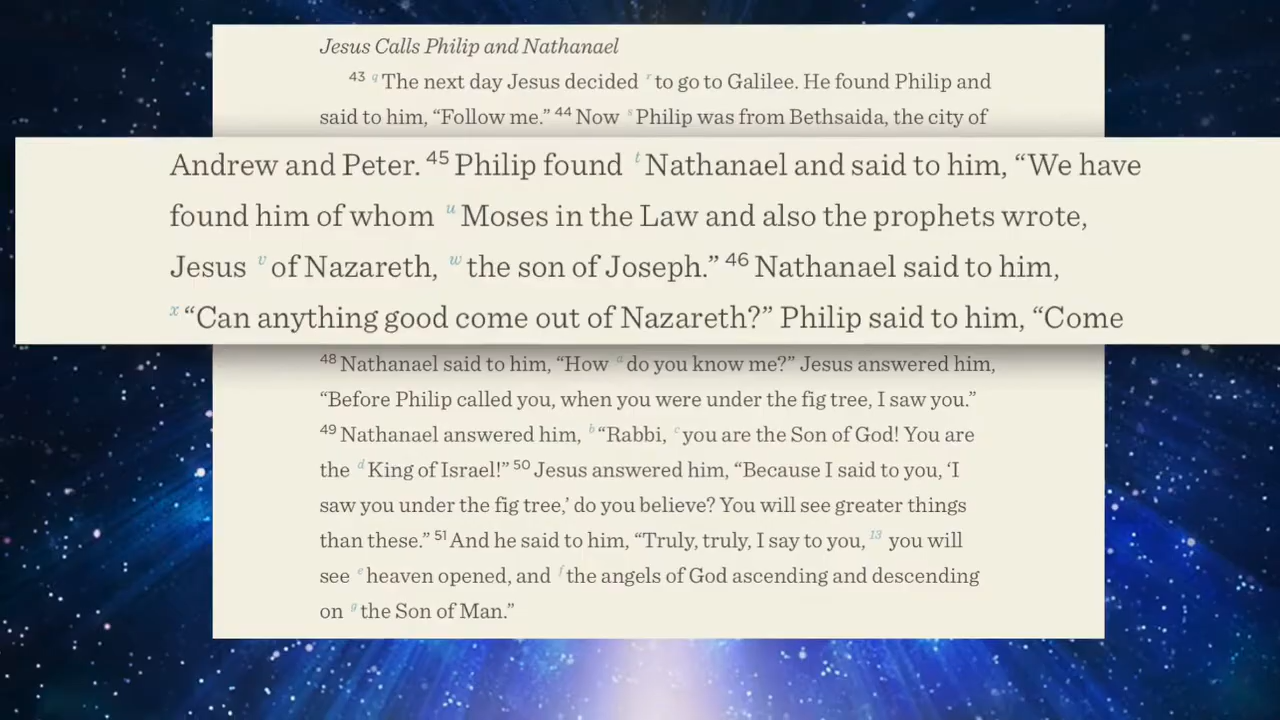 Jesus Calls Philip and Nathanael
43 q The next day Jesus decided r to go to Galilee. He found Philip and
said to him, “Follow me.” 44 Now s Philip was from Bethsaida, the city of
Andrew and Peter. 45 Philip found t Nathanael and said to him, “We have
found him of whom u Moses in the Law and also the prophets wrote,
Jesus v of Nazareth, w the son of Joseph.” 46 Nathanael said to him,
x “Can anything good come out of Nazareth?” Philip said to him, “Come
48 Nathanael said to him, “How a do you know me?” Jesus answered him,
“Before Philip called you, when you were under the fig tree, I saw you.”
49 Nathanael answered him, b “Rabbi, c you are the Son of God! You are
the d King of Israel!” 50 Jesus answered him, “Because I said to you, ‘I
saw you under the fig tree,’ do you believe? You will see greater things
than these.” 51 And he said to him, “Truly, truly, I say to you, 13 you will
see e heaven opened, and f the angels of God ascending and descending
on g the Son of Man.”